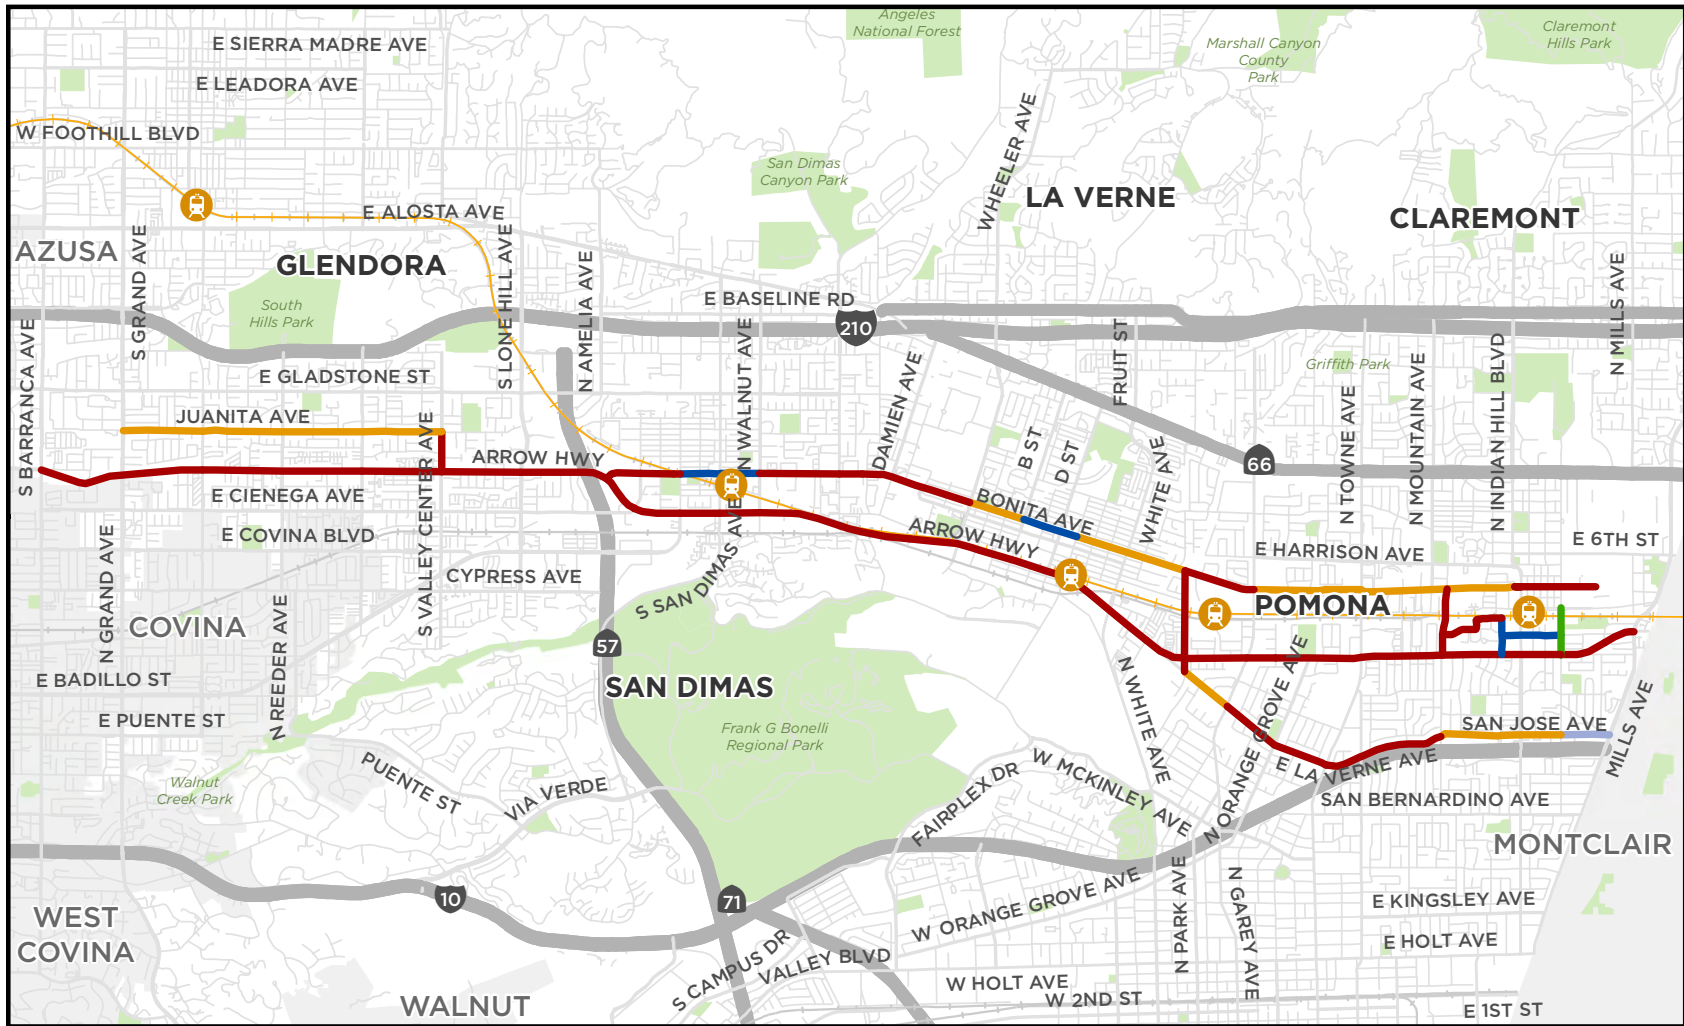 Angeles
National Forest
Claremont
Hills Park
E SIERRA MADRE AVE
Marshall Canyon
County
Park
E LEADORA AVE
W FOOTHILL BLVD
WHEELER AVE
San Dimas
Canyon Park
LA VERNE
E ALOSTA AVE
CLAREMONT
AZUSA
S GRAND AVE
GLENDORA
S LONE HILL AVE
N AMELIA AVE
N MILLS AVE
South
Hills Park
E BASELINE RD
210
S BARRANCA AVE
N WALNUT AVE
DAMIEN AVE
FRUIT ST
Griffith Park
N TOWNE AVE
N MOUNTAIN AVE
N INDIAN HILL BLVD
E GLADSTONE ST
JUANITA AVE
S VALLEY CENTER AVE
ARROW HWY
B ST
D ST
WHITE AVE
66
E CIENEGA AVE
BONITA AVE
E COVINA BLVD
ARROW HWY
E HARRISON AVE
E 6TH ST
N GRAND AVE
CYPRESS AVE
S SAN DIMAS AVE
COVINA
N REEDER AVE
POMONA
57
E BADILLO ST
SAN DIMAS
N WHITE AVE
N ORANGE GROVE AVE
E PUENTE ST
Frank G Bonelli
Regional Park
SAN JOSE AVE
MILLS AVE
Walnut
Creek Park
PUENTE ST
VIA VERDE
FAIRPLEX DR
W MCKINLEY AVE
E LA VERNE AVE
SAN BERNARDINO AVE
MONTCLAIR
10
71
W ORANGE GROVE AVE
N PARK AVE
N GAREY AVE
E KINGSLEY AVE
WEST
COVINA
S CAMPUS DR
VALLEY BLVD
E HOLT AVE
W HOLT AVE
WALNUT
W 2ND ST
E 1ST ST